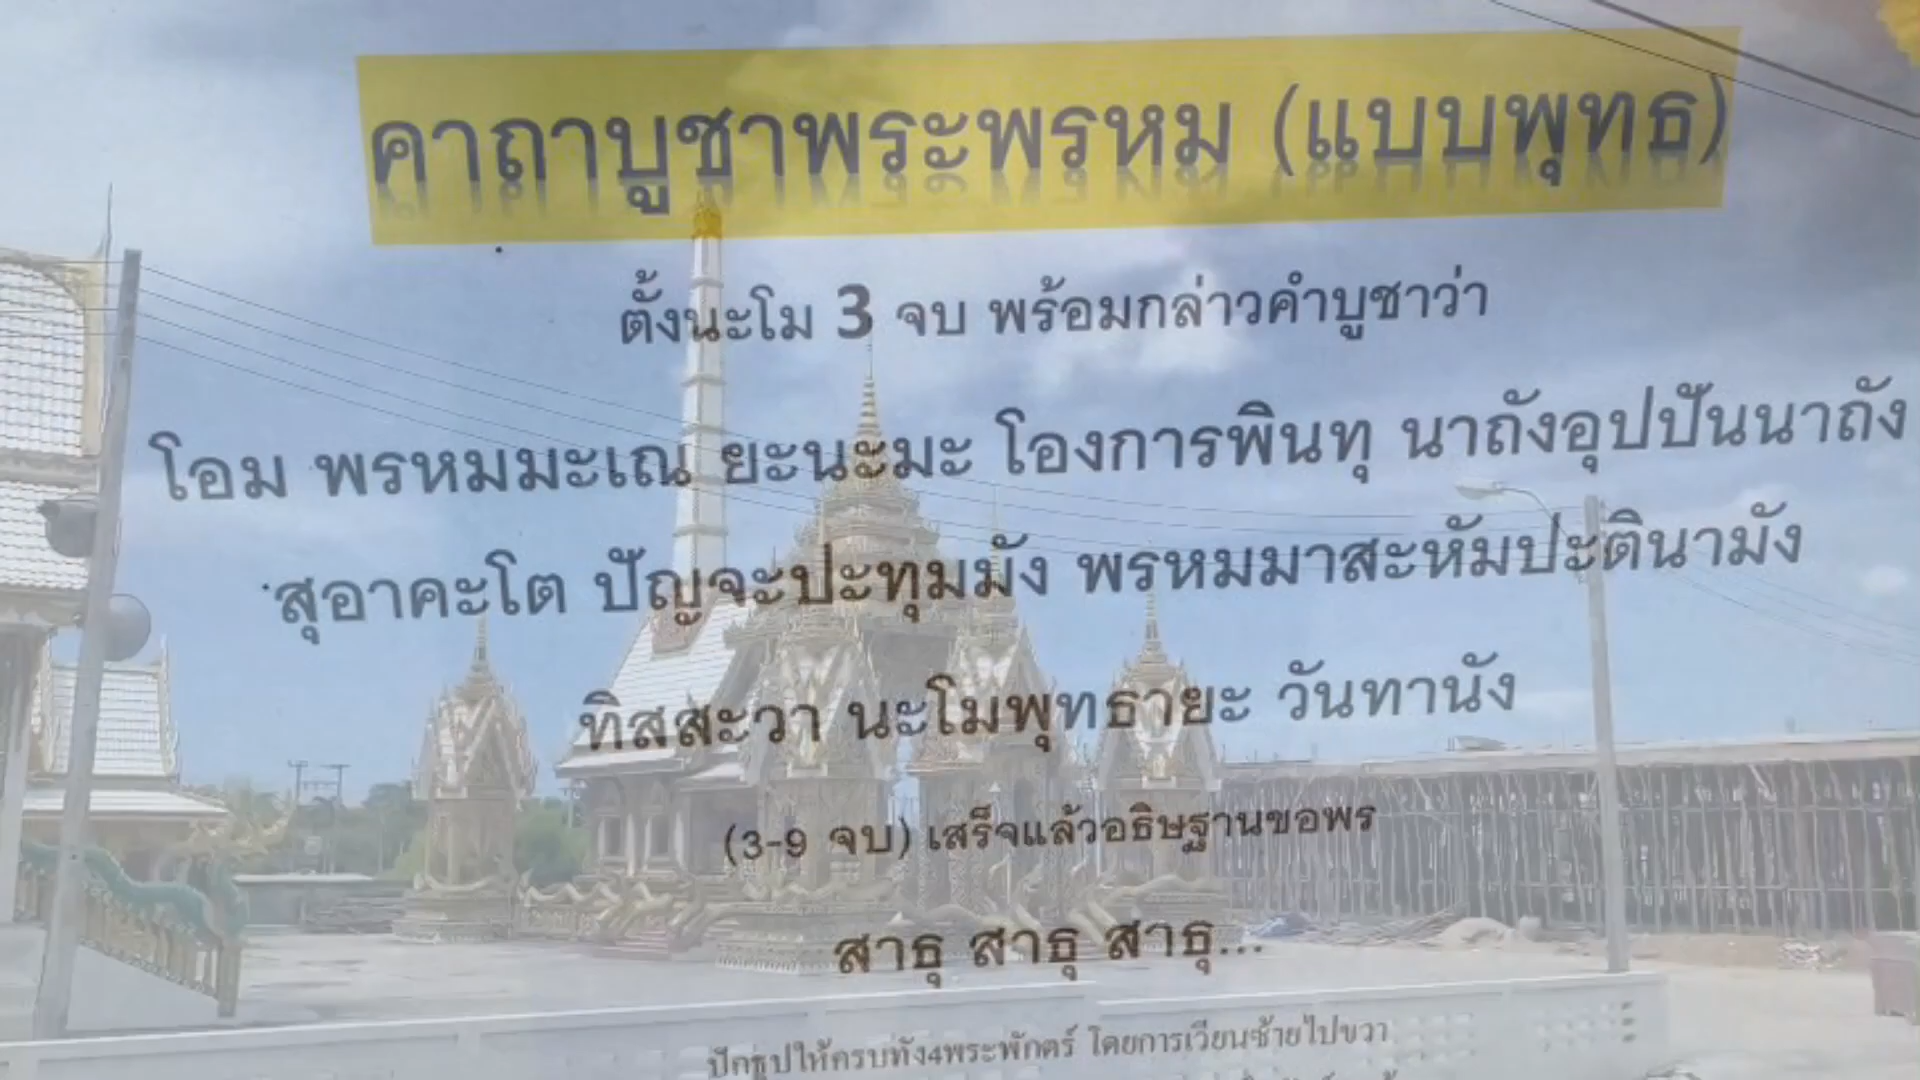 คาถาบูชาพระพรหม (แบบพุทธ)
ตั้งนะโม 3 จบ พร้อมกล่าวคำบูชาว่า
โอม พรหมมะเณ ยะนะมะ โองการพินทุ นาถังอุปปันนาถัง
สุอาคะโต ปัญจะปะทุมมัง พรหมมาสะหัมปะตินามัง
ทิสสะวา นะโมพุทธายะ วันทานัง
(3-9 จบ) เสร็จแล้วอธิษฐานขอพร
สาธุ สาธุ สาธุ...
ปักธูปให้ครบทัง4พระพักตร์ โดยการเวียนซ้ายไปขวา